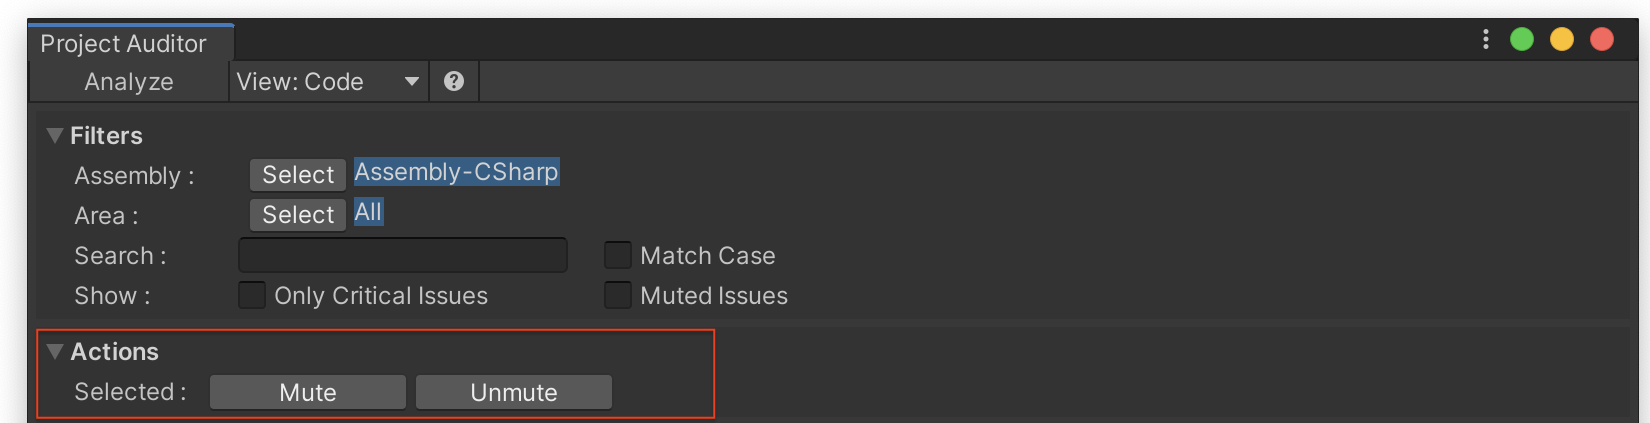 Project Auditor
Analyze View: Code ?
Filters
Assembly : Select Assembly-CSharp
Area : Select All
Search : Match Case
Show : Only Critical Issues Muted Issues
Actions
Selected : Mute Unmute